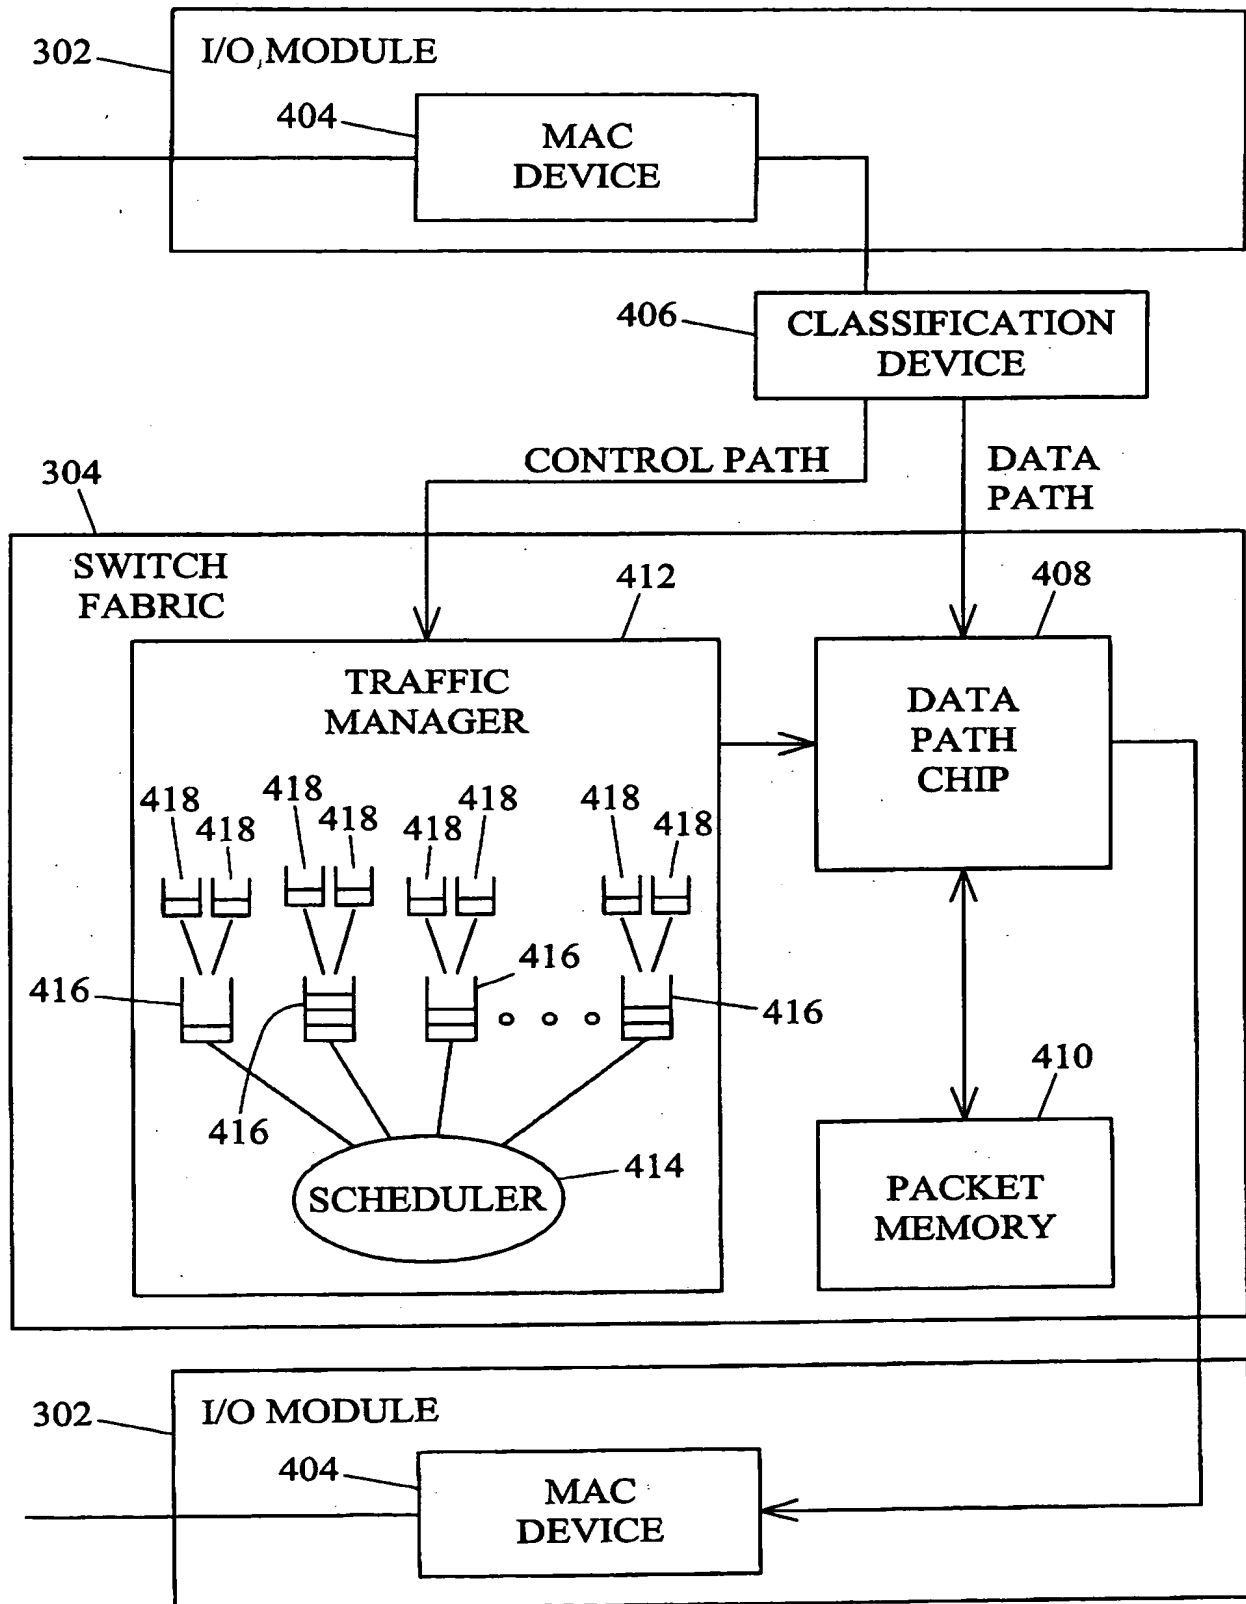 302
I/O MODULE
404
MAC
DEVICE
406
CLASSIFICATION
DEVICE
CONTROL PATH
DATA
PATH
304
SWITCH
FABRIC
412
408
TRAFFIC
MANAGER
DATA
PATH
CHIP
418
418
418
418
418
418
418
418
416
416
416
416
410
414
SCHEDULER
PACKET
MEMORY
302
I/O MODULE
404
MAC
DEVICE